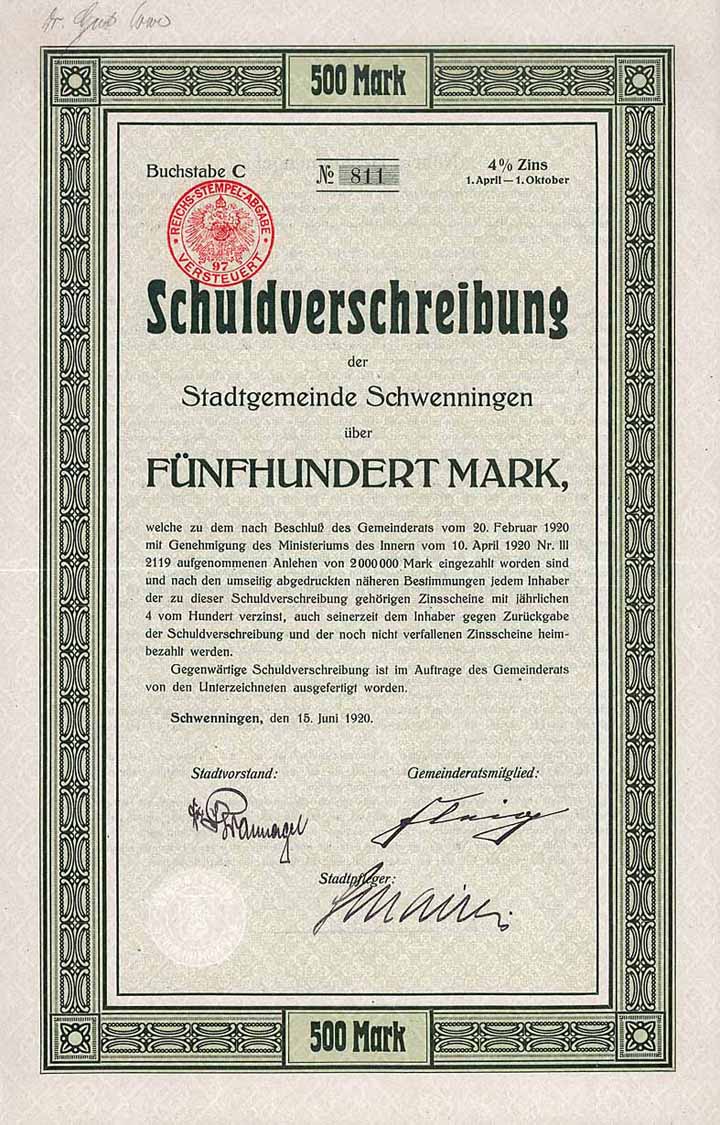 500 Mark
Buchstabe C
№ 811
4% Zins
1. April — 1. Oktober
REICHS-STEMPEL-ABGABE
97
VERSTEUERT
Schuldverschreibung
der
Stadtgemeinde Schwenningen
über
FÜNFHUNDERT MARK,
welche zu dem nach Beschluß des Gemeinderats vom 20. Februar 1920
mit Genehmigung des Ministeriums des Innern vom 10. April 1920 Nr. III
2119 aufgenommenen Anlehen von 2 000 000 Mark eingezahlt worden sind
und nach den umseitig abgedruckten näheren Bestimmungen jedem Inhaber
der zu dieser Schuldverschreibung gehörigen Zinsscheine mit jährlichen
4 vom Hundert verzinst, auch seinerzeit dem Inhaber gegen Zurückgabe
der Schuldverschreibung und der noch nicht verfallenen Zinsscheine heim-
bezahlt werden.
Gegenwärtige Schuldverschreibung ist im Auftrage des Gemeinderats
von den Unterzeichneten ausgefertigt worden.
Schwenningen, den 15. Juni 1920.
Stadtvorstand:
Gemeinderatsmitglied:
Stadtpfleger:
500 Mark